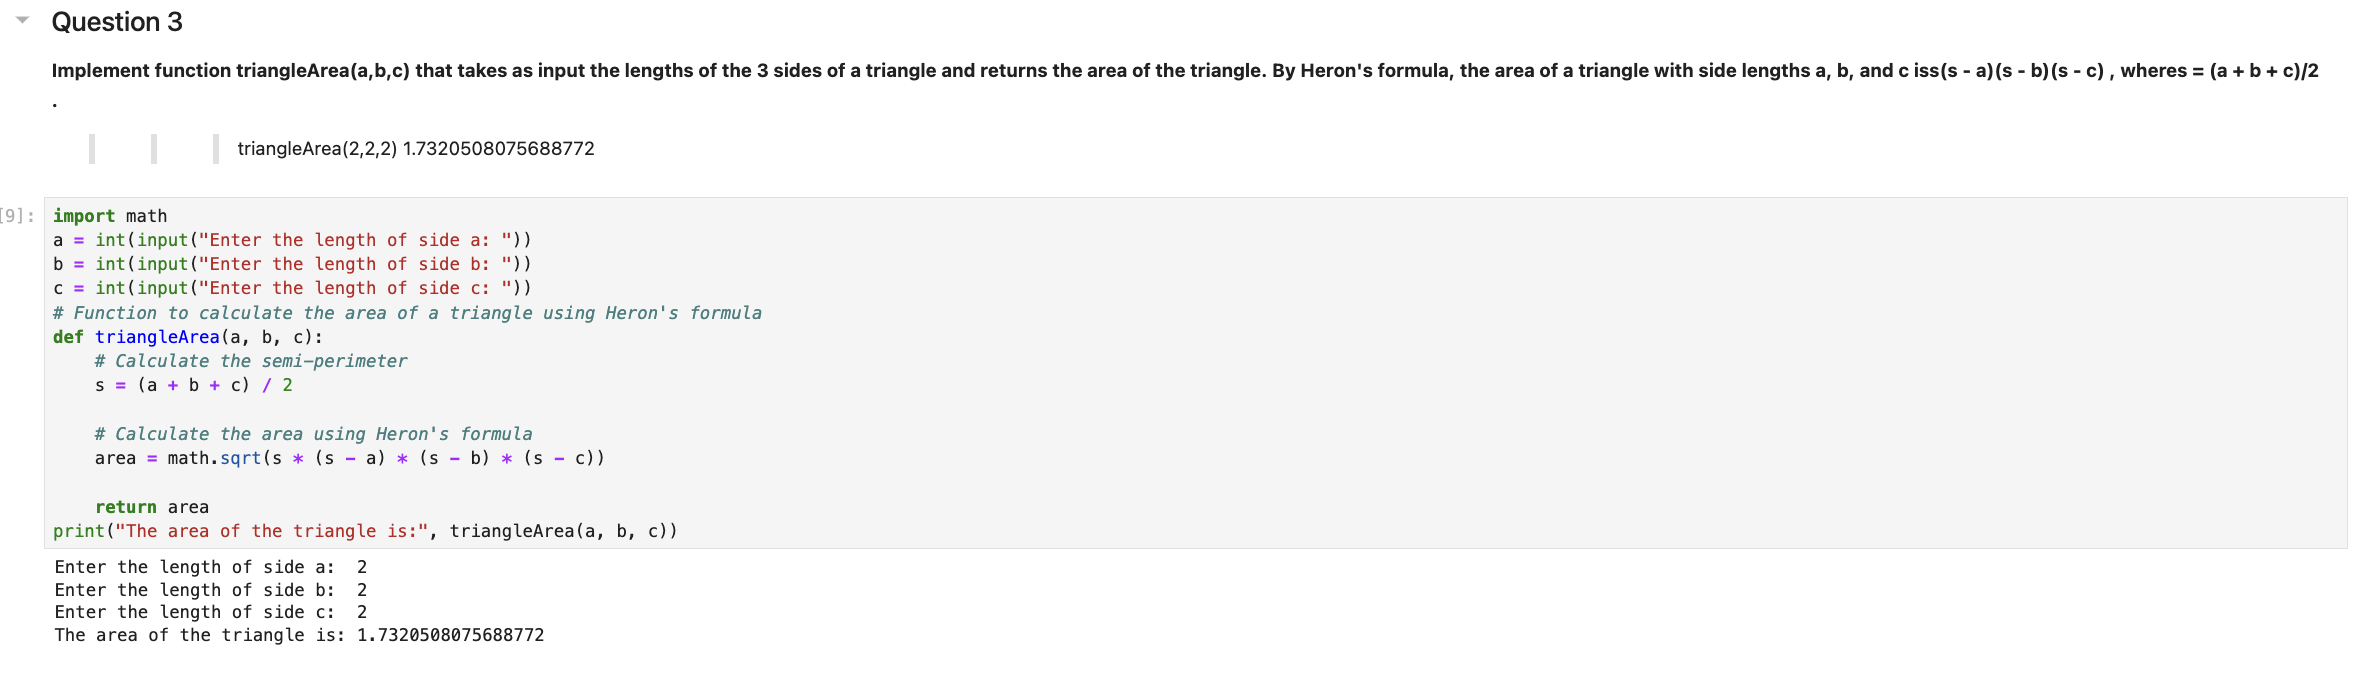 Question 3
Implement function triangleArea(a,b,c) that takes as input the lengths of the 3 sides of a triangle and returns the area of the triangle. By Heron's formula, the area of a triangle with side lengths a, b, and c iss(s - a)(s - b)(s - c) , wheres = (a + b + c)/2
.
triangleArea(2,2,2) 1.7320508075688772
[9]:
import math
a = int(input("Enter the length of side a: "))
b = int(input("Enter the length of side b: "))
c = int(input("Enter the length of side c: "))
# Function to calculate the area of a triangle using Heron's formula
def triangleArea(a, b, c):
    # Calculate the semi-perimeter
    s = (a + b + c) / 2
    # Calculate the area using Heron's formula
    area = math.sqrt(s * (s - a) * (s - b) * (s - c))
    return area
print("The area of the triangle is:", triangleArea(a, b, c))
Enter the length of side a:  2
Enter the length of side b:  2
Enter the length of side c:  2
The area of the triangle is: 1.7320508075688772